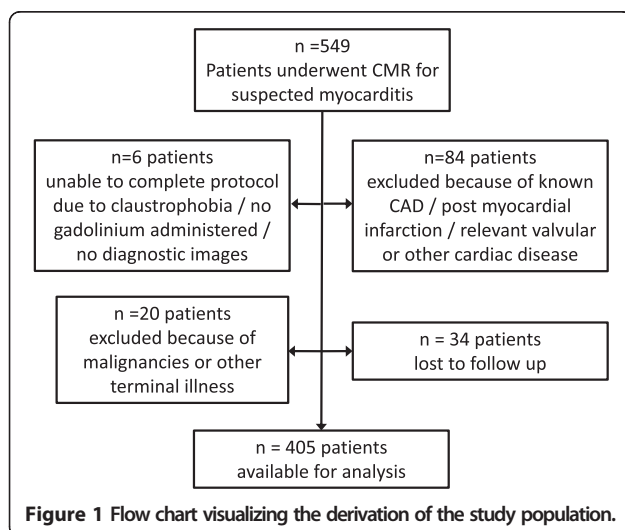 n =549
Patients underwent CMR for
suspected myocarditis
n=6 patients
unable to complete protocol
due to claustrophobia / no
gadolinium administered /
no diagnostic images
n=84 patients
excluded because of known
CAD / post myocardial
infarction / relevant valvular
or other cardiac disease
n =20 patients
excluded because of
malignancies or other
terminal illness
n = 34 patients
lost to follow up
n = 405 patients
available for analysis
Figure 1 Flow chart visualizing the derivation of the study population.